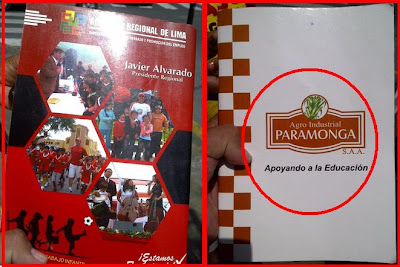 REGIONAL DE LIMA
Javier Alvarado
Presidente Regional
¡Estamos
Agro Industrial
PARAMONGA
S.A.A.
Apoyando a la Educación